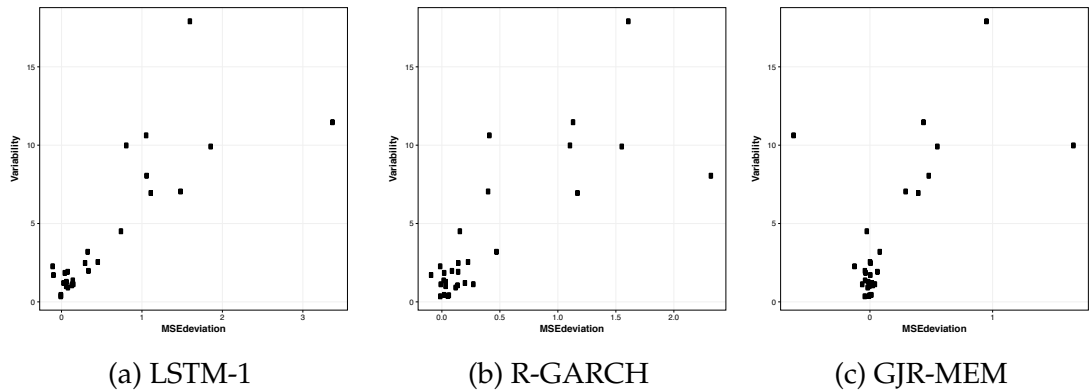 15
10
5
0
Variability
0
1
2
3
MSEdeviation
(a) LSTM-1
15
10
5
0
Variability
0.0
0.5
1.0
1.5
2.0
MSEdeviation
(b) R-GARCH
15
10
5
0
Variability
0
1
MSEdeviation
(c) GJR-MEM